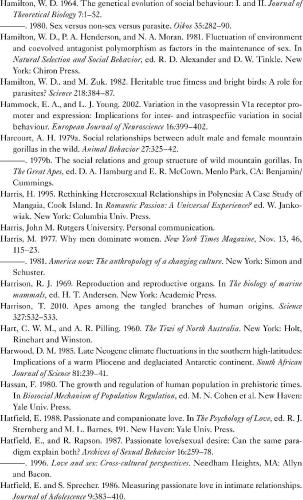 Hamilton, W. D. 1964. The genetical evolution of social behaviour: I. and II. Journal of
Theoretical Biology 7:1–52.
———. 1980. Sex versus non-sex versus parasite. Oikos 35:282–90.
Hamilton, W. D., P. A. Henderson, and N. A. Moran. 1981. Fluctuation of environment
and coevolved antagonist polymorphism as factors in the maintenance of sex. In
Natural Selection and Social Behavior, ed. R. D. Alexander and D. W. Tinkle. New
York: Chiron Press.
Hamilton, W. D., and M. Zuk. 1982. Heritable true fitness and bright birds: A role for
parasites? Science 218:384–87.
Hammock, E. A., and L. J. Young. 2002. Variation in the vasopressin V1a receptor pro-
moter and expression: Implications for inter- and intraspecific variation in social
behaviour. European Journal of Neuroscience 16:399–402.
Harcourt, A. H. 1979a. Social relationships between adult male and female mountain
gorillas in the wild. Animal Behavior 27:325–42.
———. 1979b. The social relations and group structure of wild mountain gorillas. In
The Great Apes, ed. D. A. Hamburg and E. R. McCown. Menlo Park, CA: Benjamin/
Cummings.
Harris, H. 1995. Rethinking Heterosexual Relationships in Polynesia: A Case Study of
Mangaia, Cook Island. In Romantic Passion: A Universal Experience? ed. W. Janko-
wiak. New York: Columbia Univ. Press.
Harris, John M. Rutgers University. Personal communication.
Harris, M. 1977. Why men dominate women. New York Times Magazine, Nov. 13, 46,
115–23.
———. 1981. America now: The anthropology of a changing culture. New York: Simon and
Schuster.
Harrison, R. J. 1969. Reproduction and reproductive organs. In The biology of marine
mammals, ed. H. T. Andersen. New York: Academic Press.
Harrison, T. 2010. Apes among the tangled branches of human origins. Science
327:532–533.
Hart, C. W. M., and A. R. Pilling. 1960. The Tiwi of North Australia. New York: Holt,
Rinehart and Winston.
Harwood, D. M. 1985. Late Neogene climate fluctuations in the southern high-latitudes:
Implications of a warm Pliocene and deglaciated Antarctic continent. South African
Journal of Science 81:239–41.
Hassan, F. 1980. The growth and regulation of human population in prehistoric times.
In Biosocial Mechanism of Population Regulation, ed. M. N. Cohen et al. New Haven:
Yale Univ. Press.
Hatfield, E. 1988. Passionate and companionate love. In The Psychology of Love, ed. R. J.
Sternberg and M. L. Barnes, 191. New Haven: Yale Univ. Press.
Hatfield, E., and R. Rapson. 1987. Passionate love/sexual desire: Can the same para-
digm explain both? Archives of Sexual Behavior 16:259–78.
———. 1996. Love and sex: Cross-cultural perspectives. Needham Heights, MA: Allyn
and Bacon.
Hatfield, E. and S. Sprecher. 1986. Measuring passionate love in intimate relationships.
Journal of Adolescence 9:383–410.